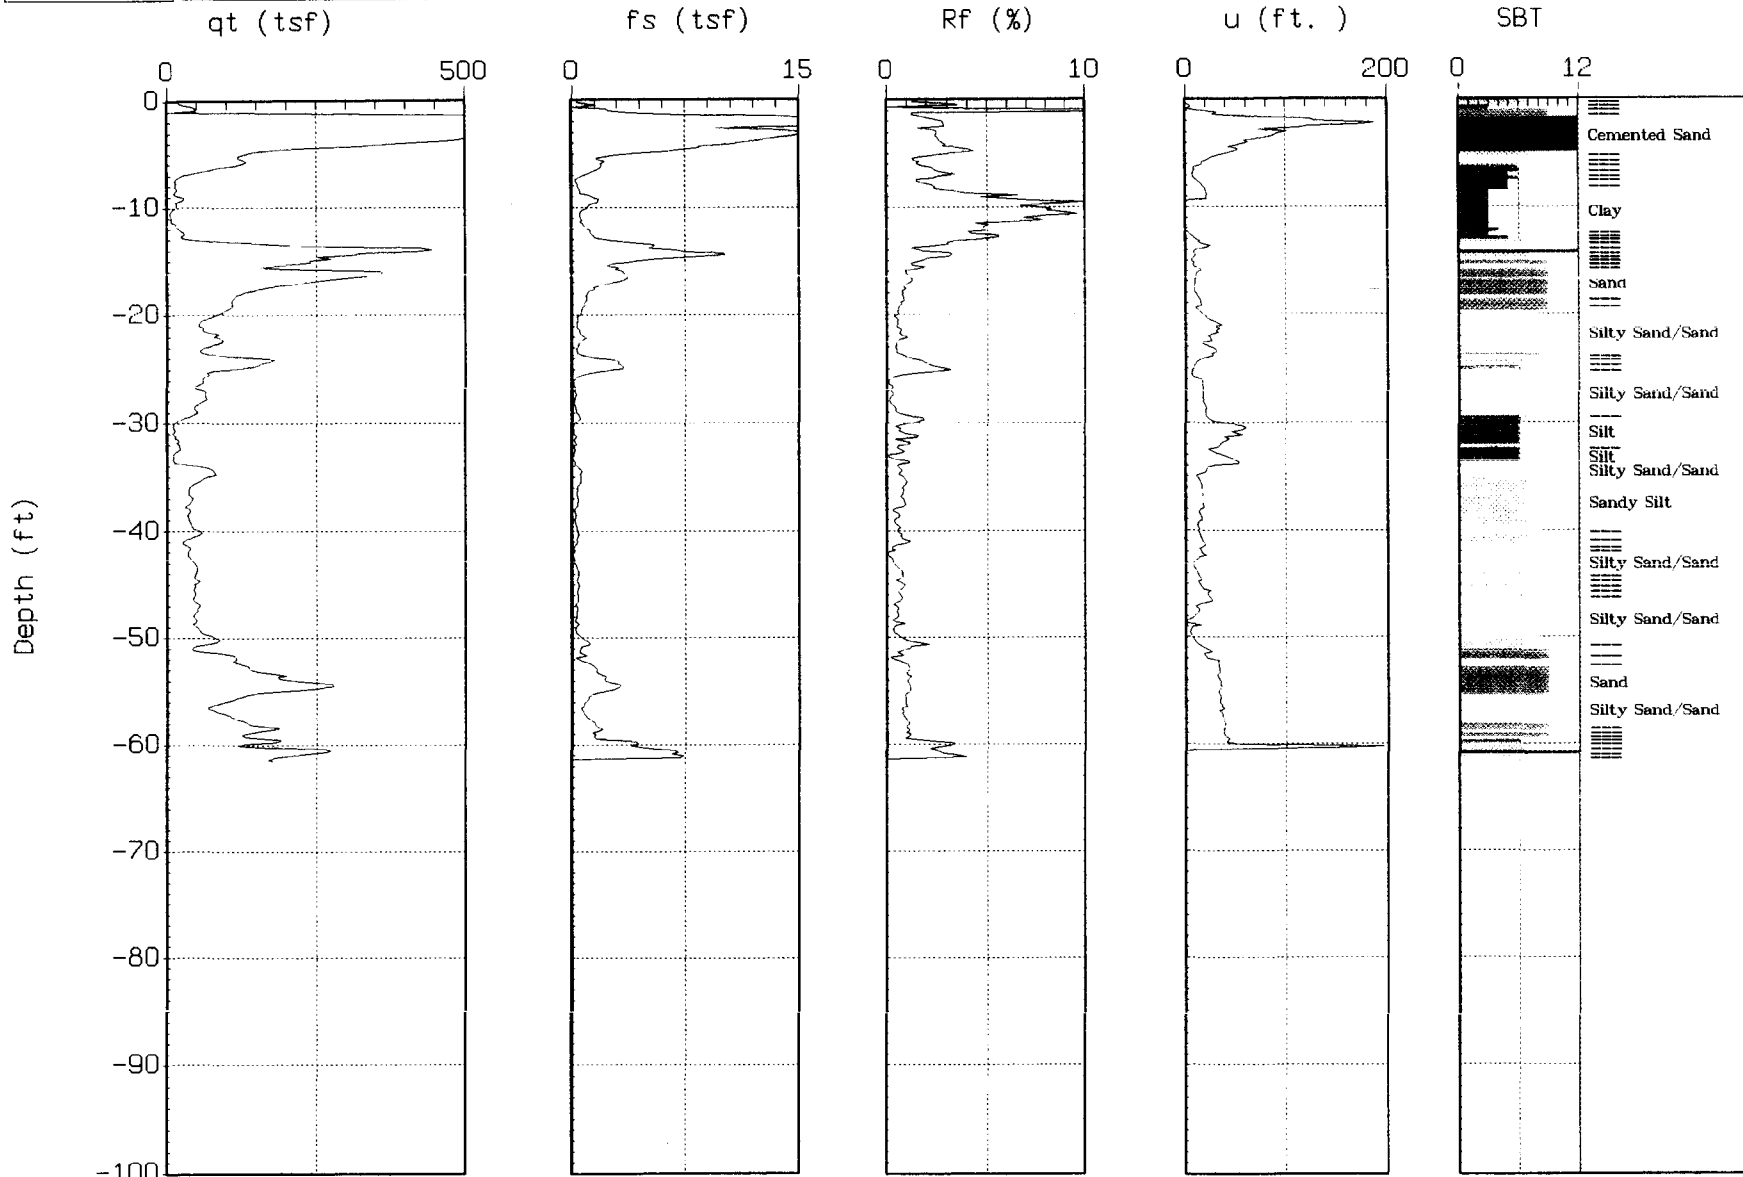 qt (tsf) fs (tsf) Rf (%) u (ft. ) SBT
0 500 0 15 0 10 0 200 0 12
0
Cemented Sand
-10
Clay
Sand
-20
Silty Sand/Sand
Silty Sand/Sand
-30
Silt
Silt
Silty Sand/Sand
Sandy Silt
Depth (ft)
-40
Silty Sand/Sand
Silty Sand/Sand
-50
Sand
Silty Sand/Sand
-60
-70
-80
-90
-100